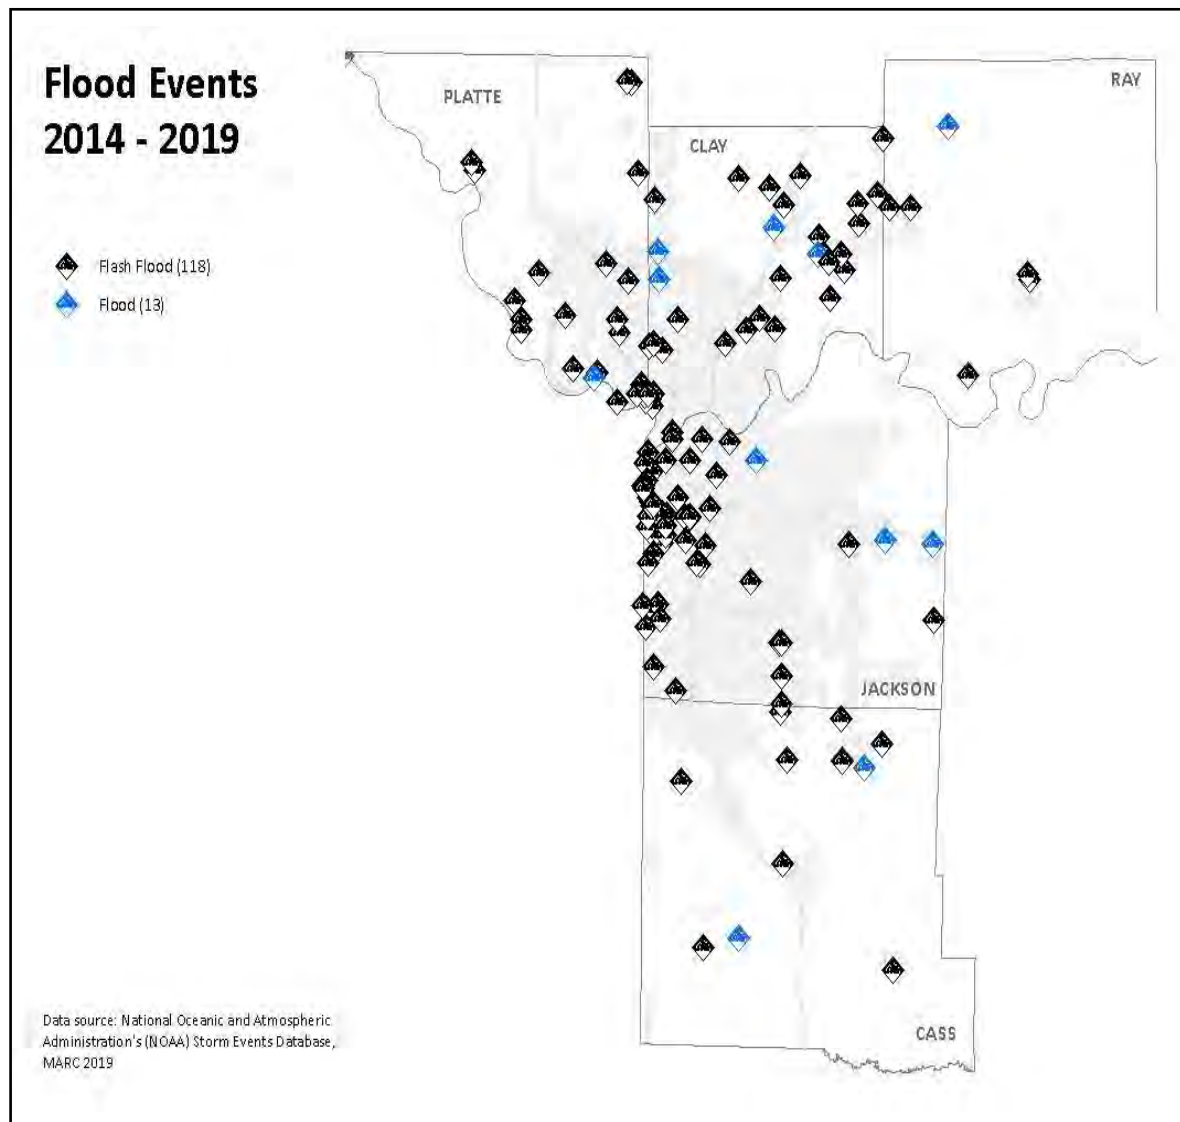 Flood Events
2014 - 2019
PLATTE
RAY
CLAY
Flash Flood (118)
Flood (13)
JACKSON
CASS
Data source: National Oceanic and Atmospheric
Administration's (NOAA) Storm Events Database,
MARC 2019